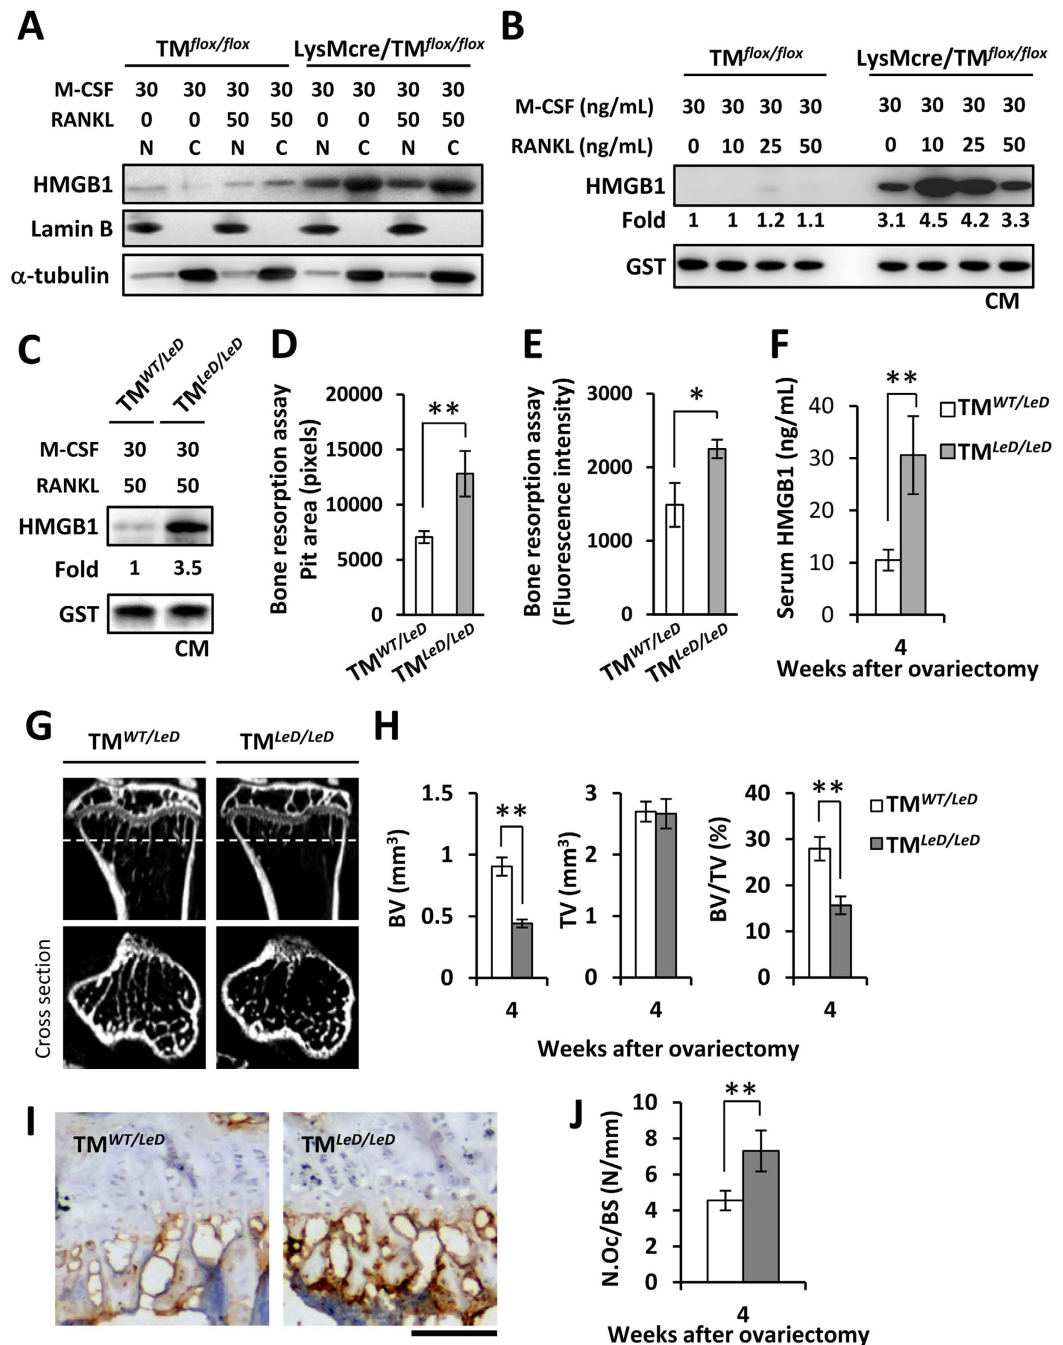 A
TMflox/flox LysMcre/TMflox/flox
M-CSF 30 30 30 30 30 30 30 30
RANKL 0 0 50 50 0 0 50 50
N C N C N C N C
HMGB1
Lamin B
α-tubulin
B
TMflox/flox LysMcre/TMflox/flox
M-CSF (ng/mL) 30 30 30 30 30 30 30 30
RANKL (ng/mL) 0 10 25 50 0 10 25 50
HMGB1
Fold 1 1 1.2 1.1 3.1 4.5 4.2 3.3
GST
CM
C
TMWT/LeD TMLeD/LeD
M-CSF 30 30
RANKL 50 50
HMGB1
Fold 1 3.5
GST
CM
D
Bone resorption assay
Pit area (pixels)
20000
15000
10000
5000
0
**
TMWT/LeD
TMLeD/LeD
E
Bone resorption assay
(Fluorescence intensity)
3000
2000
1000
0
*
TMWT/LeD
TMLeD/LeD
F
Serum HMGB1 (ng/mL)
40
30
20
10
0
**
4
Weeks after ovariectomy
TMWT/LeD
TMLeD/LeD
G
TMWT/LeD TMLeD/LeD
Cross section
H
BV (mm3)
1.5
1
0.5
0
**
4
TV (mm3)
3
2
1
0
4
BV/TV (%)
40
30
20
10
0
**
4
Weeks after ovariectomy
TMWT/LeD
TMLeD/LeD
I
TMWT/LeD TMLeD/LeD
J
N.Oc/BS (N/mm)
10
8
6
4
2
0
**
4
Weeks after ovariectomy